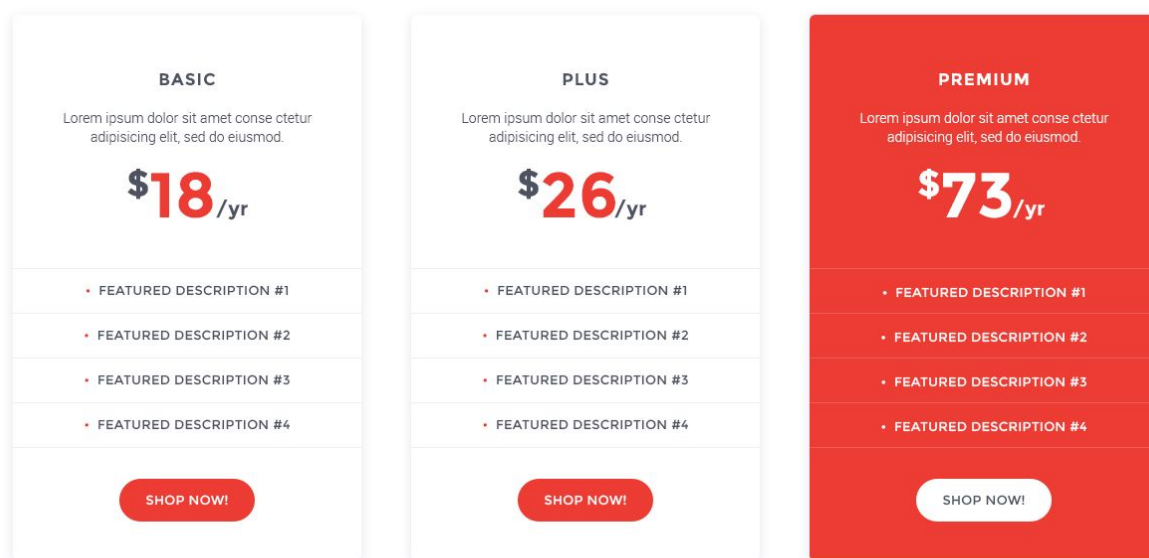 BASIC
Lorem ipsum dolor sit amet conse ctetur
adipisicing elit, sed do eiusmod.
$18/yr
• FEATURED DESCRIPTION #1
• FEATURED DESCRIPTION #2
• FEATURED DESCRIPTION #3
• FEATURED DESCRIPTION #4
SHOP NOW!
PLUS
Lorem ipsum dolor sit amet conse ctetur
adipisicing elit, sed do eiusmod.
$26/yr
• FEATURED DESCRIPTION #1
• FEATURED DESCRIPTION #2
• FEATURED DESCRIPTION #3
• FEATURED DESCRIPTION #4
SHOP NOW!
PREMIUM
Lorem ipsum dolor sit amet conse ctetur
adipisicing elit, sed do eiusmod.
$73/yr
• FEATURED DESCRIPTION #1
• FEATURED DESCRIPTION #2
• FEATURED DESCRIPTION #3
• FEATURED DESCRIPTION #4
SHOP NOW!